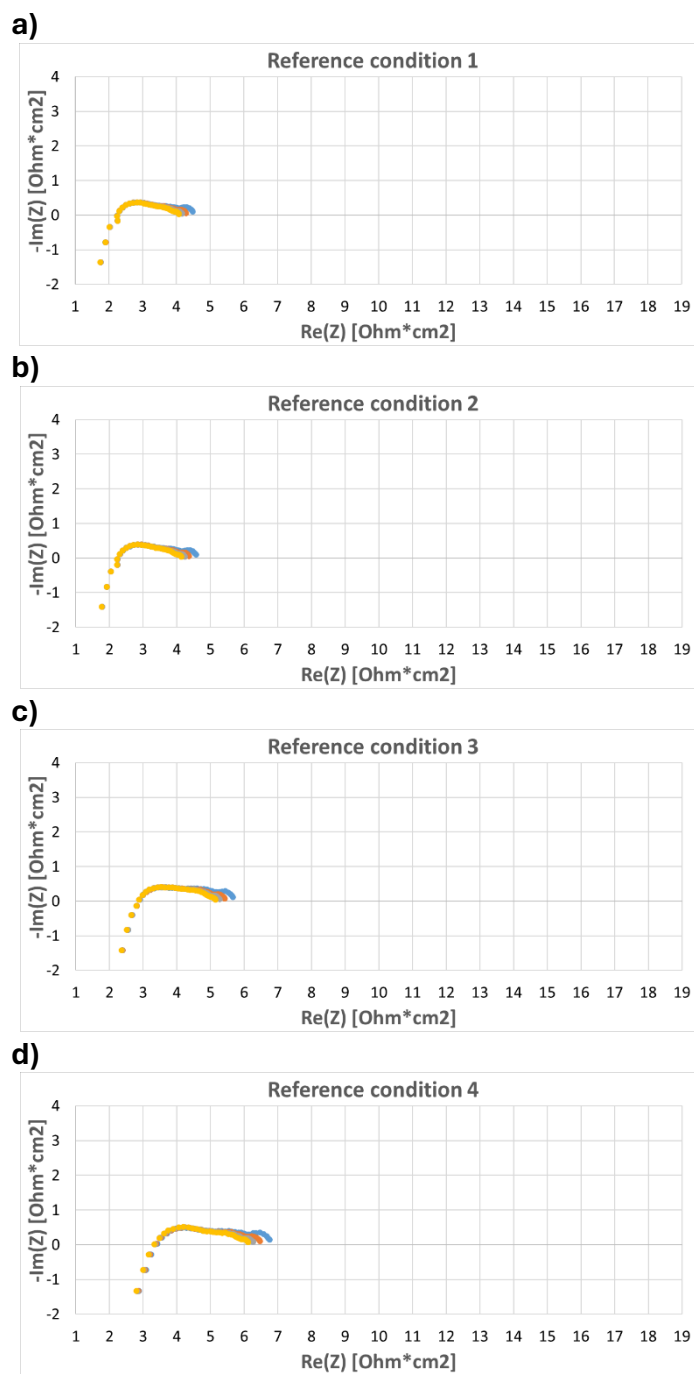 a)
Reference condition 1
4
3
2
1
0
-1
-2
-Im(Z) [Ohm*cm2]
1 2 3 4 5 6 7 8 9 10 11 12 13 14 15 16 17 18 19
Re(Z) [Ohm*cm2]
b)
Reference condition 2
4
3
2
1
0
-1
-2
-Im(Z) [Ohm*cm2]
1 2 3 4 5 6 7 8 9 10 11 12 13 14 15 16 17 18 19
Re(Z) [Ohm*cm2]
c)
Reference condition 3
4
3
2
1
0
-1
-2
-Im(Z) [Ohm*cm2]
1 2 3 4 5 6 7 8 9 10 11 12 13 14 15 16 17 18 19
Re(Z) [Ohm*cm2]
d)
Reference condition 4
4
3
2
1
0
-1
-2
-Im(Z) [Ohm*cm2]
1 2 3 4 5 6 7 8 9 10 11 12 13 14 15 16 17 18 19
Re(Z) [Ohm*cm2]